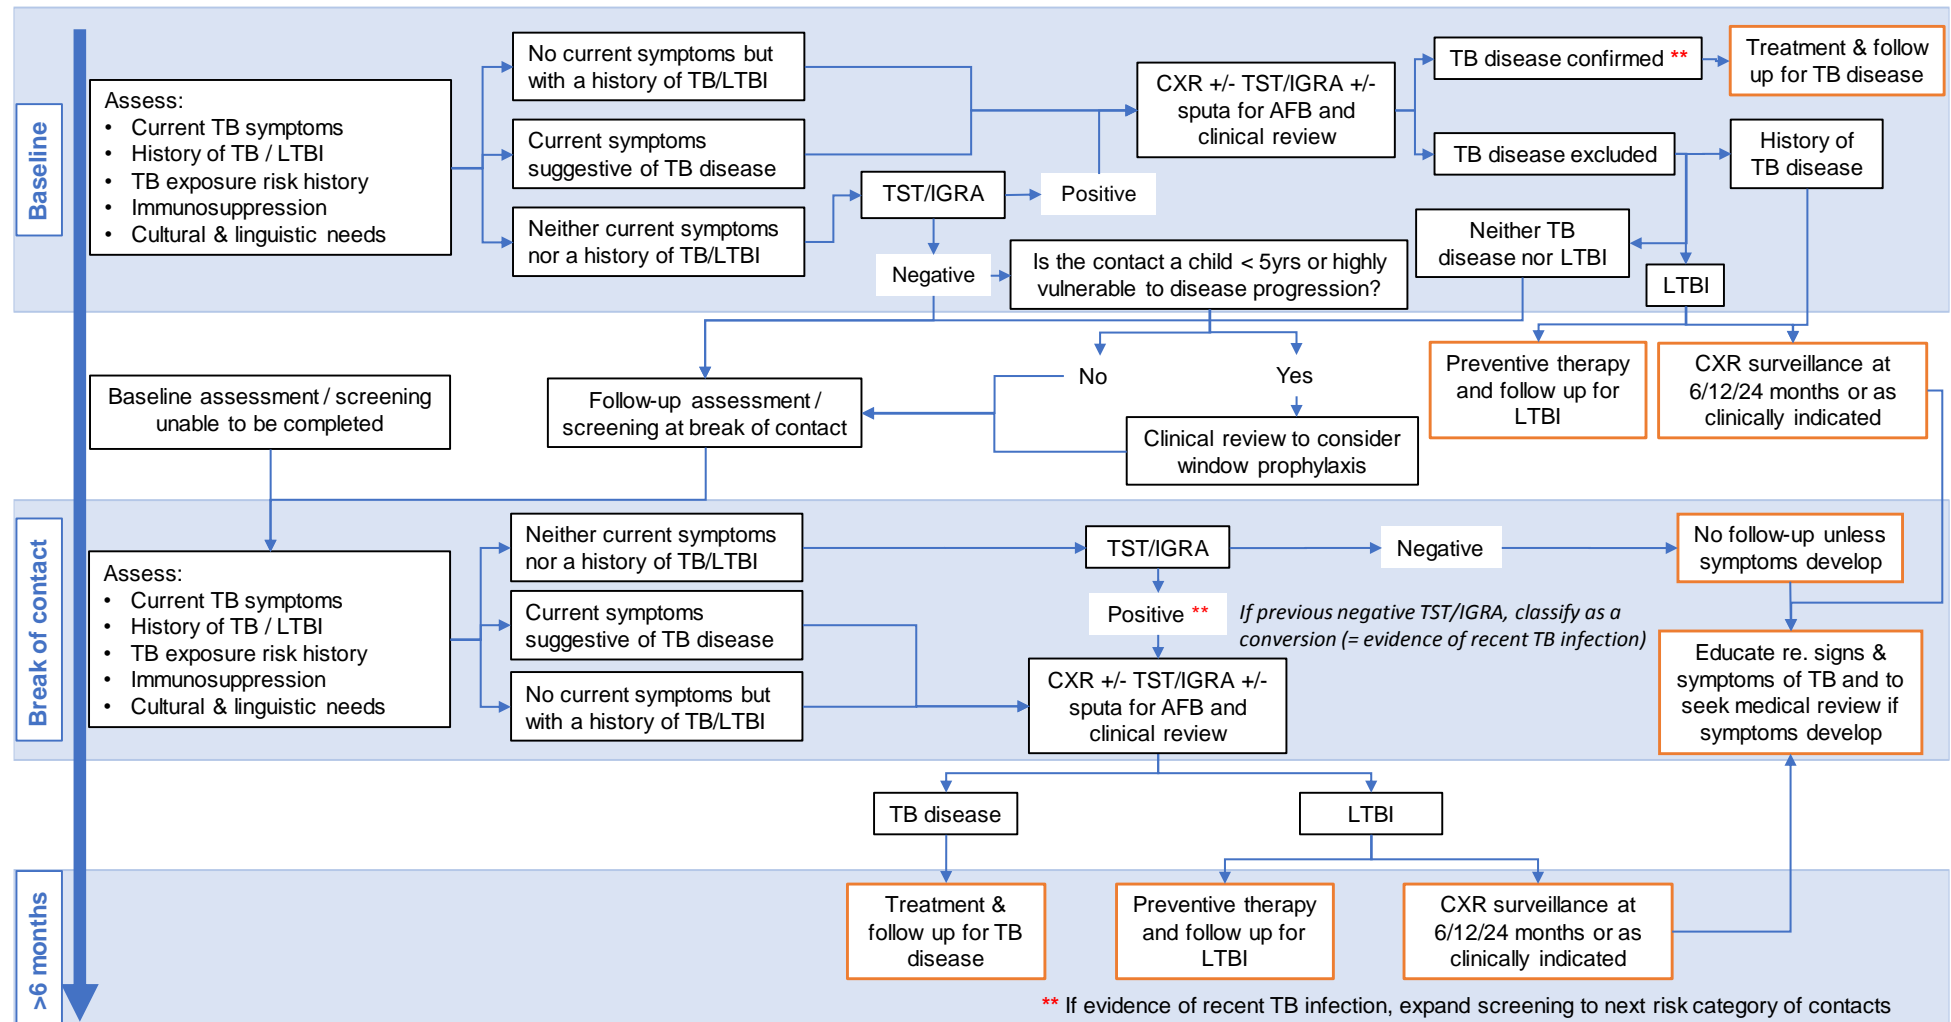 Baseline
Assess:
• Current TB symptoms
• History of TB / LTBI
• TB exposure risk history
• Immunosuppression
• Cultural & linguistic needs
No current symptoms but
with a history of TB/LTBI
Current symptoms
suggestive of TB disease
Neither current symptoms
nor a history of TB/LTBI
TST/IGRA
Positive
Negative
CXR +/- TST/IGRA +/-
sputa for AFB and
clinical review
TB disease confirmed **
Treatment & follow
up for TB disease
TB disease excluded
History of
TB disease
Neither TB
disease nor LTBI
LTBI
Is the contact a child < 5yrs or highly
vulnerable to disease progression?
No
Yes
Preventive therapy
and follow up for
LTBI
CXR surveillance at
6/12/24 months or as
clinically indicated
Baseline assessment / screening
unable to be completed
Follow-up assessment /
screening at break of contact
Clinical review to consider
window prophylaxis
Break of contact
Assess:
• Current TB symptoms
• History of TB / LTBI
• TB exposure risk history
• Immunosuppression
• Cultural & linguistic needs
Neither current symptoms
nor a history of TB/LTBI
Current symptoms
suggestive of TB disease
No current symptoms but
with a history of TB/LTBI
TST/IGRA
Negative
No follow-up unless
symptoms develop
Positive **
If previous negative TST/IGRA, classify as a
conversion (= evidence of recent TB infection)
CXR +/- TST/IGRA +/-
sputa for AFB and
clinical review
Educate re. signs &
symptoms of TB and to
seek medical review if
symptoms develop
TB disease
LTBI
>6 months
Treatment &
follow up for TB
disease
Preventive therapy
and follow up for
LTBI
CXR surveillance at
6/12/24 months or as
clinically indicated
** If evidence of recent TB infection, expand screening to next risk category of contacts